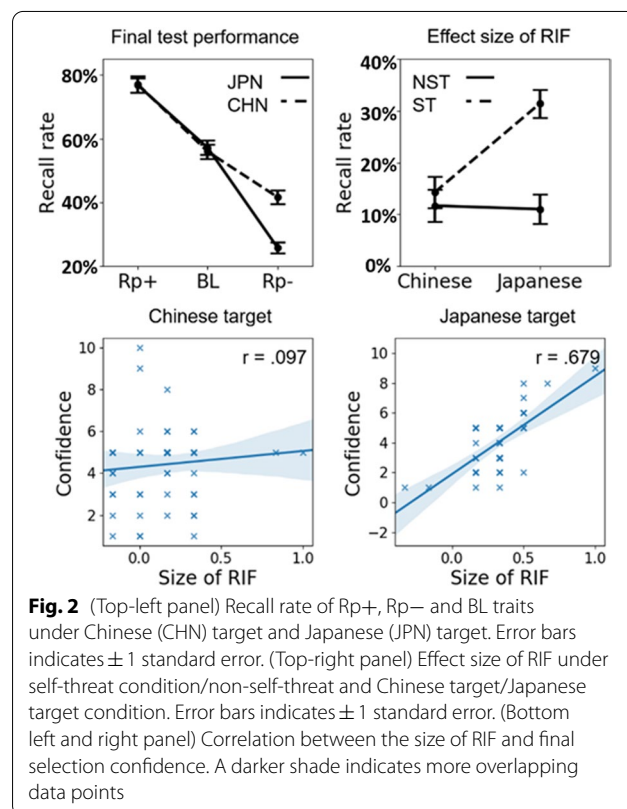 Final test performance
Effect size of RIF
80%
60%
40%
20%
Recall rate
JPN
CHN
Rp+ BL Rp-
40%
30%
20%
10%
0%
Recall rate
NST
ST
Chinese Japanese
Chinese target
Japanese target
10
8
6
4
2
Confidence
r = .097
0.0 0.5 1.0
Size of RIF
10
8
6
4
2
0
−2
Confidence
r = .679
0.0 0.5 1.0
Size of RIF
Fig. 2 (Top-left panel) Recall rate of Rp+, Rp− and BL traits
under Chinese (CHN) target and Japanese (JPN) target. Error bars
indicates ± 1 standard error. (Top-right panel) Effect size of RIF under
self-threat condition/non-self-threat and Chinese target/Japanese
target condition. Error bars indicates ± 1 standard error. (Bottom
left and right panel) Correlation between the size of RIF and final
selection confidence. A darker shade indicates more overlapping
data points